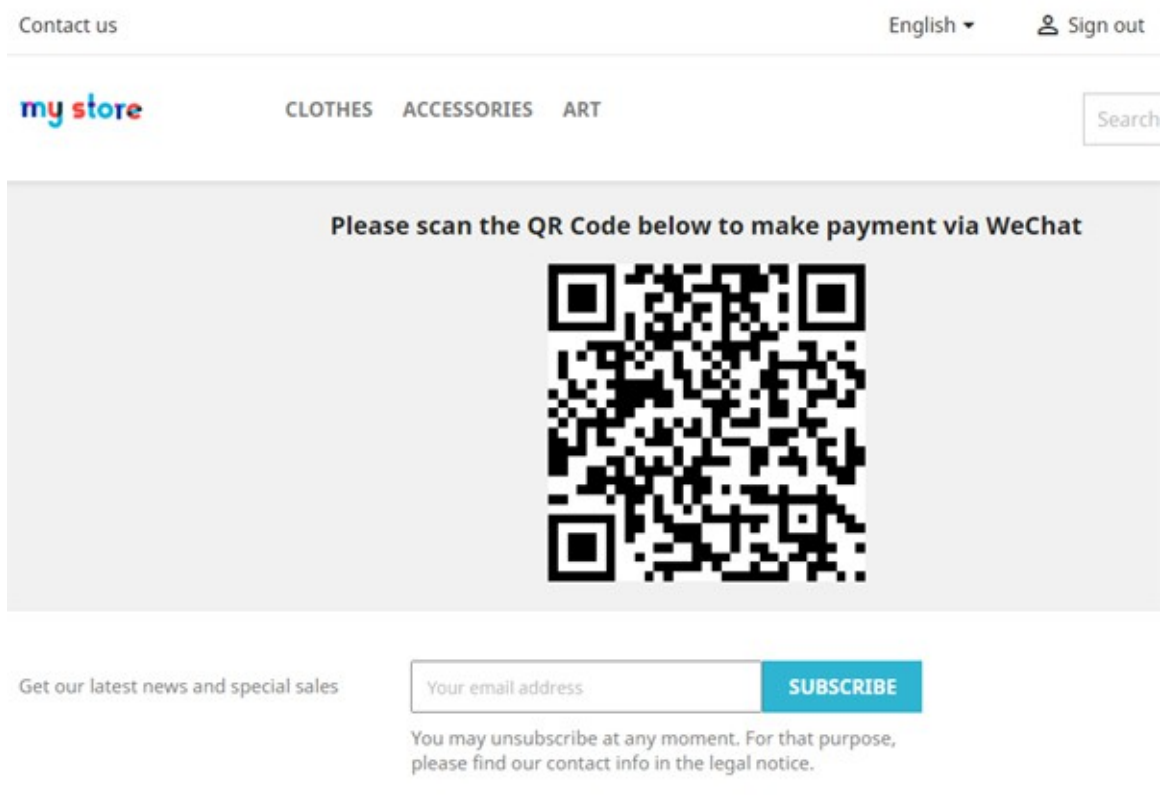 Contact us
English
Sign out
my store
CLOTHES ACCESSORIES ART
Search
Please scan the QR Code below to make payment via WeChat
Get our latest news and special sales
Your email address
SUBSCRIBE
You may unsubscribe at any moment. For that purpose,
please find our contact info in the legal notice.